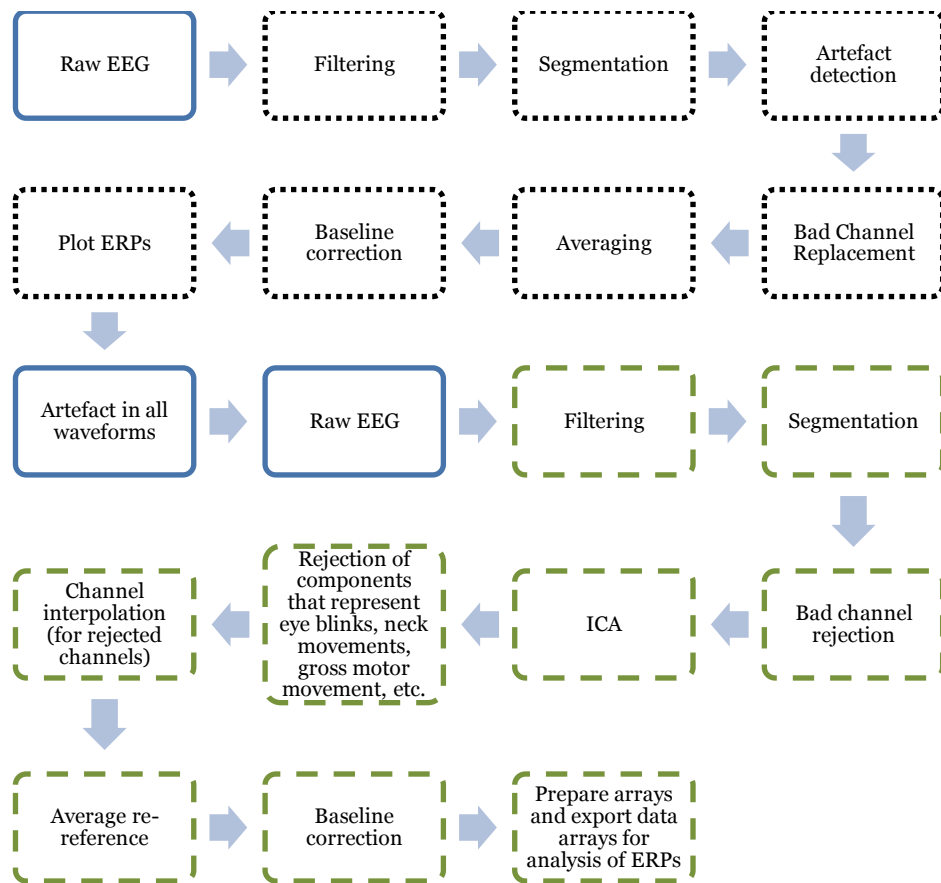 Raw EEG
Filtering
Segmentation
Artefact
detection
Plot ERPs
Baseline
correction
Averaging
Bad Channel
Replacement
Artefact in all
waveforms
Raw EEG
Filtering
Segmentation
Channel
interpolation
(for rejected
channels)
Rejection of
components
that represent
eye blinks, neck
movements,
gross motor
movement, etc.
ICA
Bad channel
rejection
Average re-
reference
Baseline
correction
Prepare arrays
and export data
arrays for
analysis of ERPs